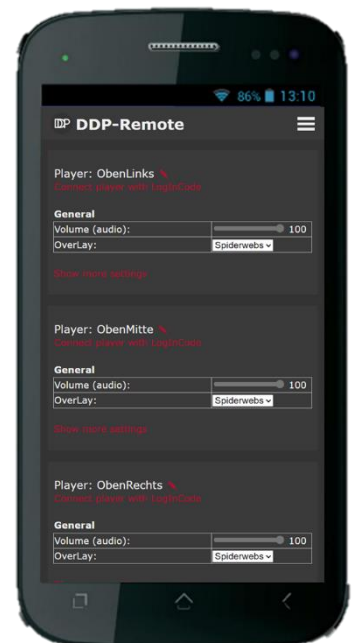 86% 13:10
DDP DDP-Remote
Player: ObenLinks
Connect player with LogInCode
General
Volume (audio): 100
OverLay: Spiderwebs
Show more settings
Player: ObenMitte
Connect player with LogInCode
General
Volume (audio): 100
OverLay: Spiderwebs
Show more settings
Player: ObenRechts
Connect player with LogInCode
General
Volume (audio): 100
OverLay: Spiderwebs